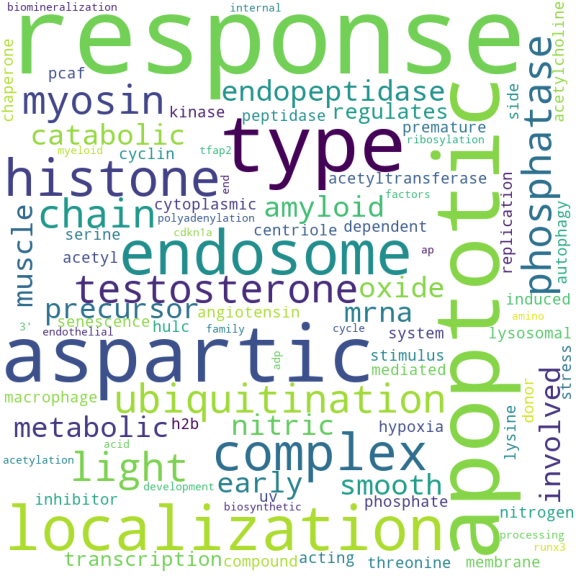 biomineralization
internal
response
chaperone
pcaf
myosin
endopeptidase
kinase
peptidase
regulates
side
acetylcholine
phosphatase
apoptotic
catabolic
type
premature
ribosylation
myeloid
cyclin
tfap2
histone
end
acetyltransferase
factors
chain
cytoplasmic
amyloid
polyadenylation
replication
muscle
serine
cdkn1a
centriole
dependent
endosome
ap
autophagy
acetyl
testosterone
oxide
precursor
angiotensin
mrna
induced
3'
senescence
hulc
endothelial
family
cycle
system
lysosomal
aspartic
adp
stimulus
mediated
amino
stress
macrophage
ubiquitination
donor
involved
metabolic
h2b
nitric
hypoxia
lysine
acid
complex
acetylation
light
development
early
smooth
inhibitor
uv
phosphate
biosynthetic
nitrogen
localization
processing
runx3
transcription
compound
acting
threonine
membrane